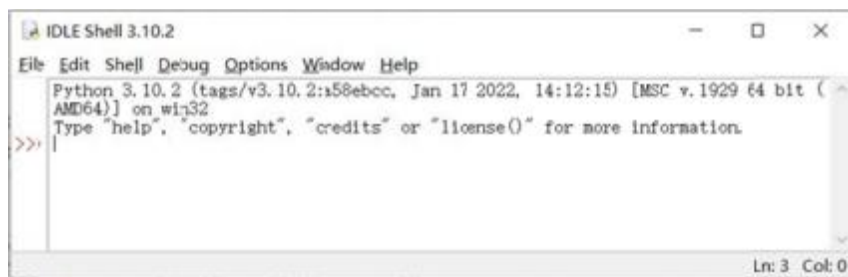 IDLE Shell 3.10.2
File Edit Shell Debug Options Window Help
Python 3.10.2 (tags/v3.10.2:a58ebcc, Jan 17 2022, 14:12:15) [MSC v.1929 64 bit (
AMD64)] on win32
Type "help", "copyright", "credits" or "license()" for more information.
>>>
Ln: 3 Col: 0